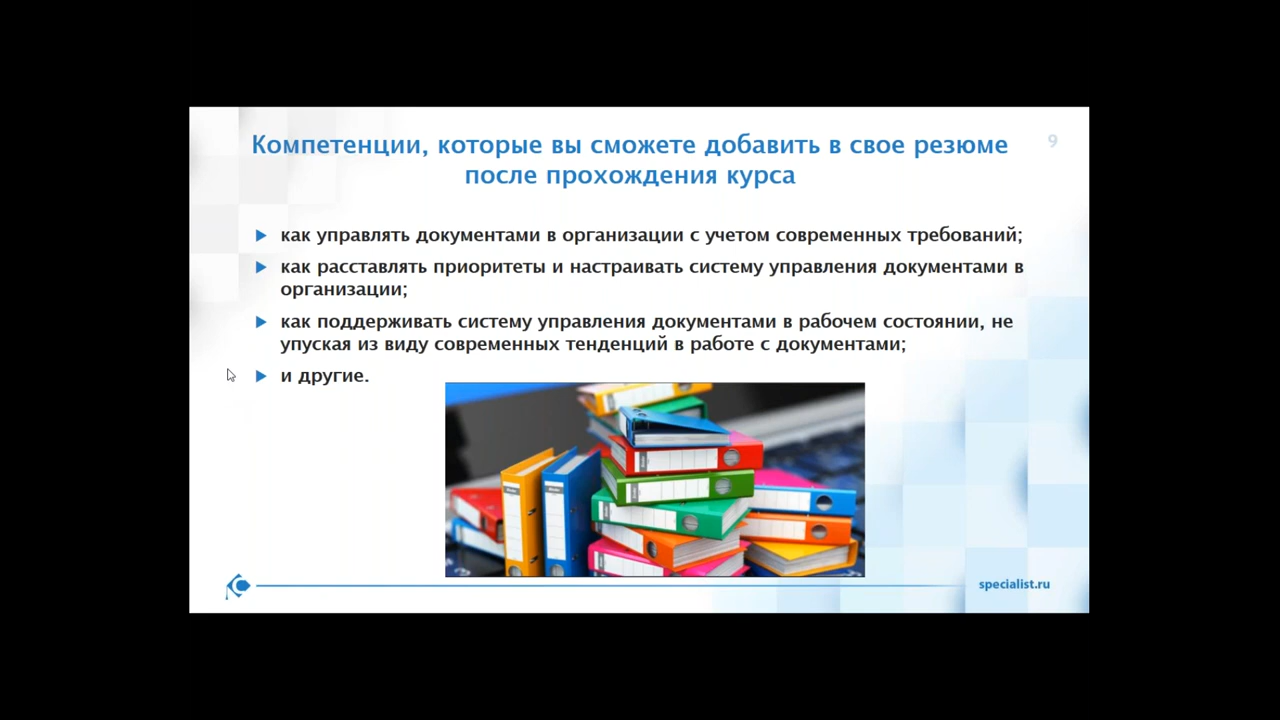 Компетенции, которые вы сможете добавить в свое резюме
после прохождения курса
9
как управлять документами в организации с учетом современных требований;
как расставлять приоритеты и настраивать систему управления документами в
организации;
как поддерживать систему управления документами в рабочем состоянии, не
упуская из виду современных тенденций в работе с документами;
и другие.
specialist.ru